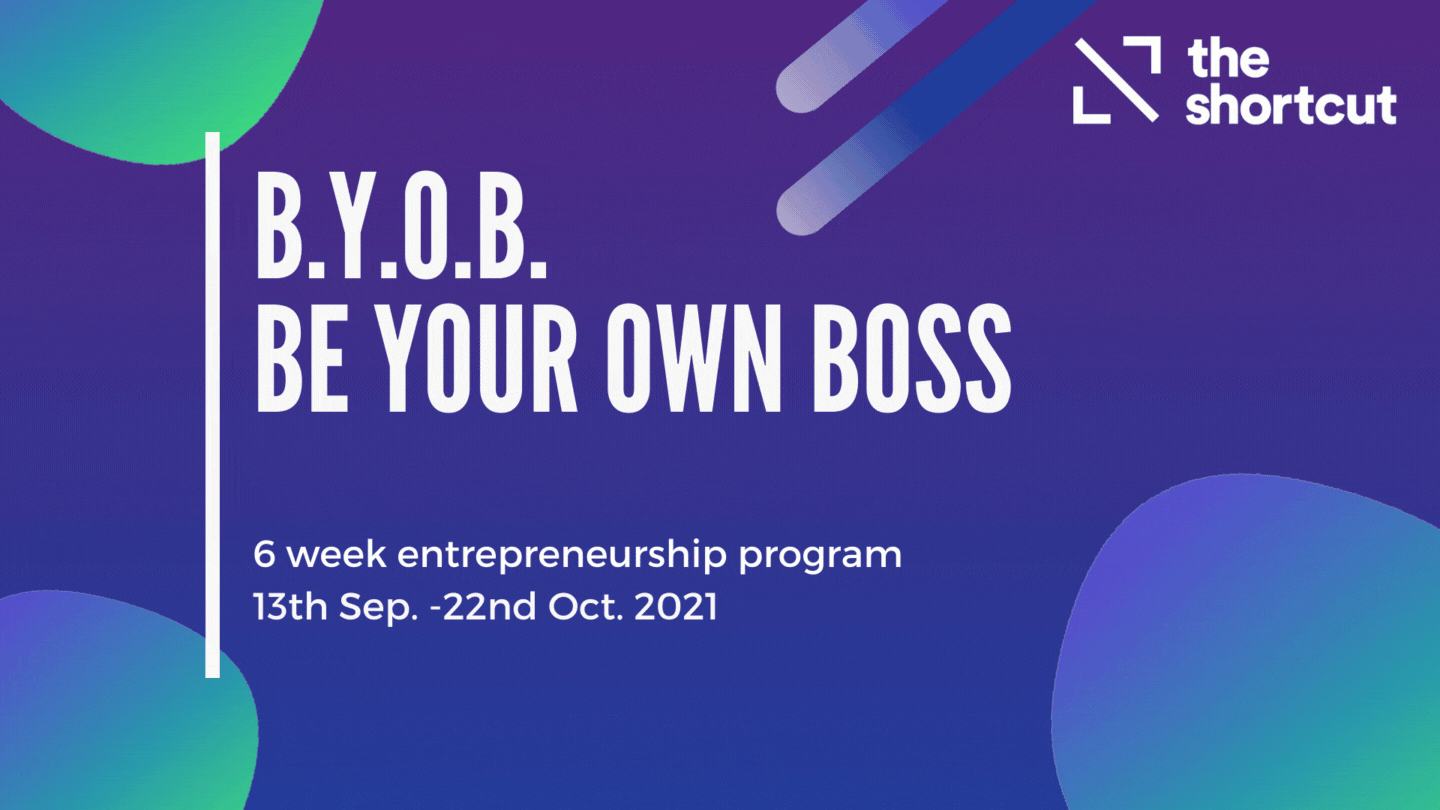 the
shortcut
B.Y.O.B.
BE YOUR OWN BOSS
6 week entrepreneurship program
13th Sep. -22nd Oct. 2021